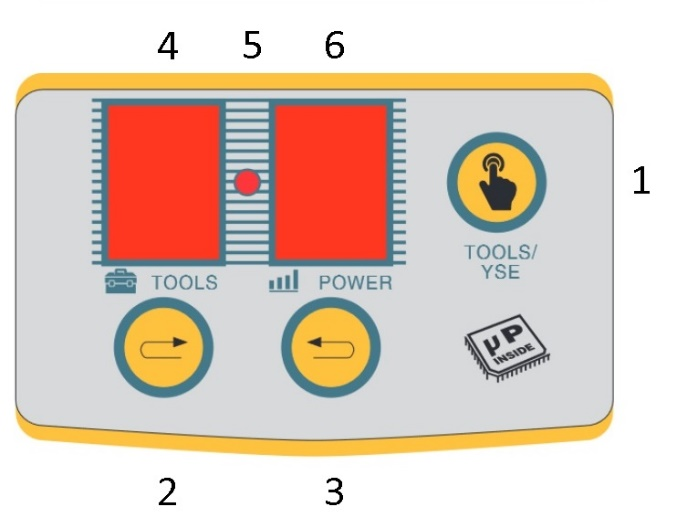 4 5 6
1
TOOLS/
YSE
TOOLS POWER
µP
INSIDE
2 3